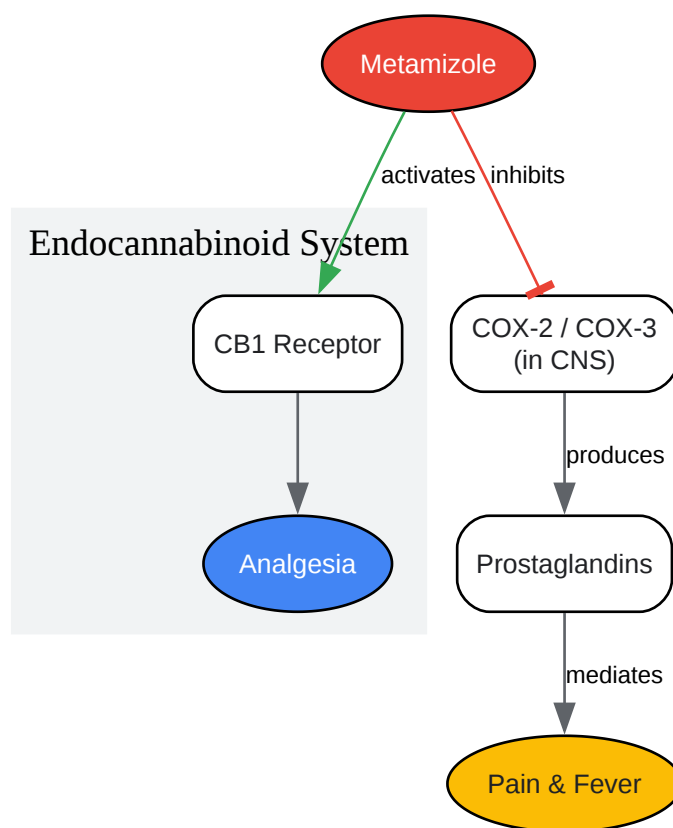 Metamizole
activates
inhibits
Endocannabinoid System
CB1 Receptor
COX-2 / COX-3
(in CNS)
produces
Analgesia
Prostaglandins
mediates
Pain & Fever